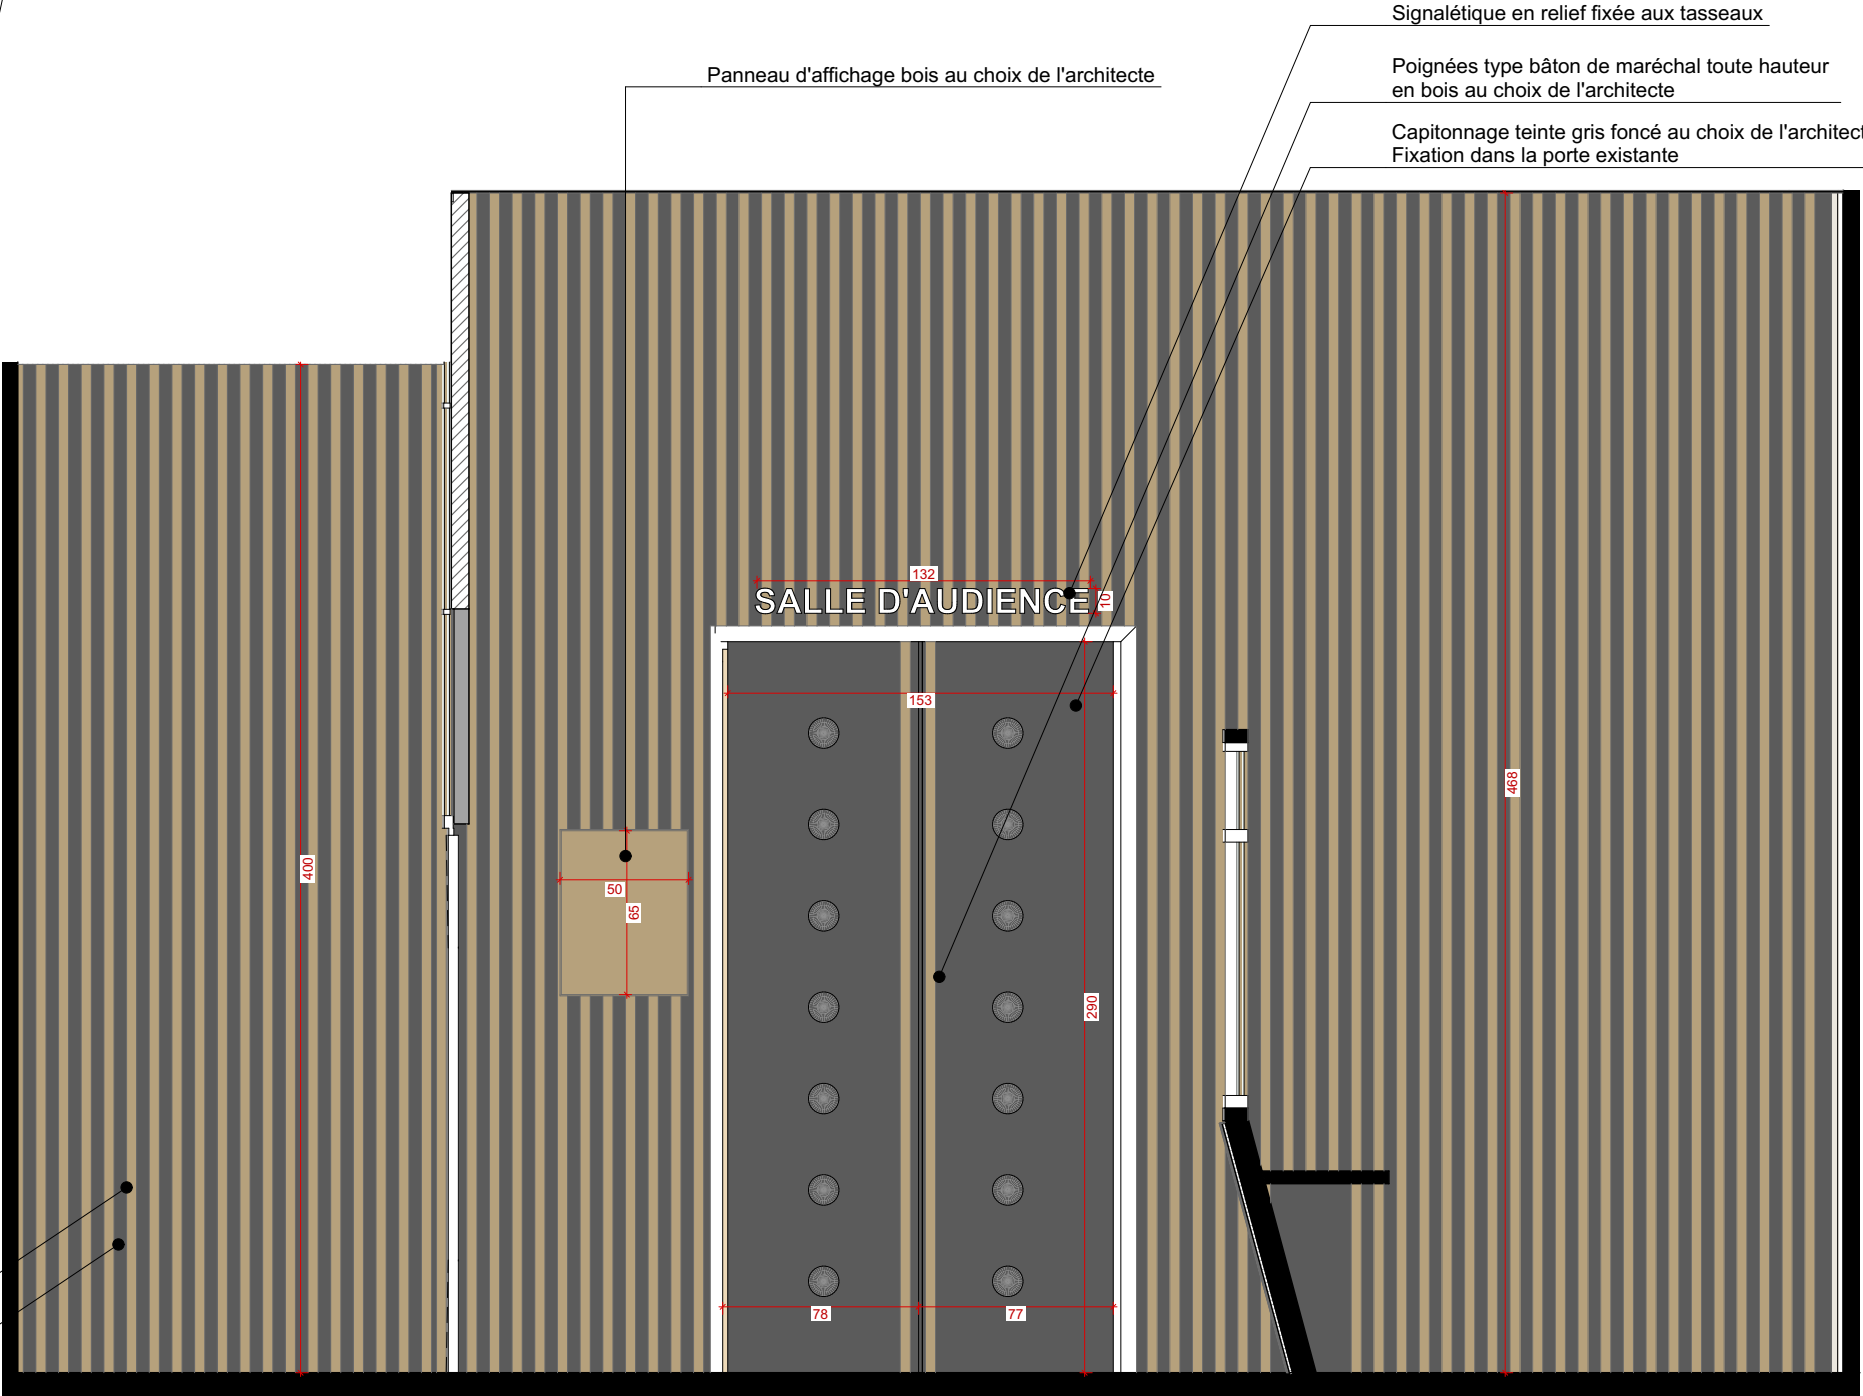 Signalétique en relief fixée aux tasseaux
Panneau d'affichage bois au choix de l'architecte
Poignées type bâton de maréchal toute hauteur
en bois au choix de l'architecte
Capitonnage teinte gris foncé au choix de l'architect
Fixation dans la porte existante
132
SALLE D'AUDIENCE
10
153
468
400
50
65
290
78
77